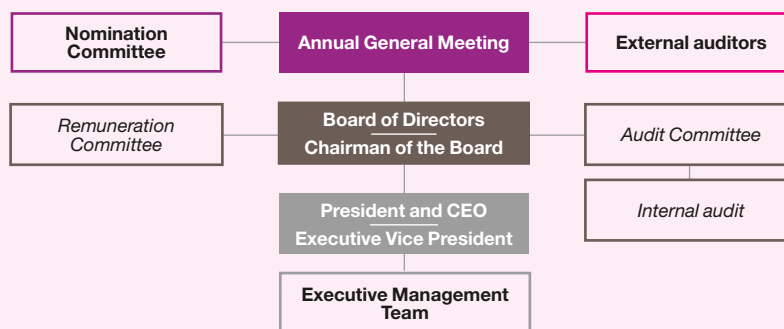 Nomination
Committee
Annual General Meeting
External auditors
Remuneration
Committee
Board of Directors
Chairman of the Board
Audit Committee
Internal audit
President and CEO
Executive Vice President
Executive Management
Team